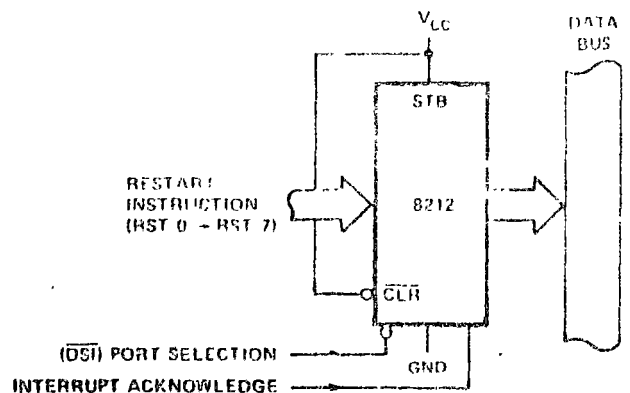 VCC
DATA
BUS
STB
RESTART
INSTRUCTION
(RST 0 → RST 7)
8212
CLR
(DS1) PORT SELECTION
GND
INTERRUPT ACKNOWLEDGE